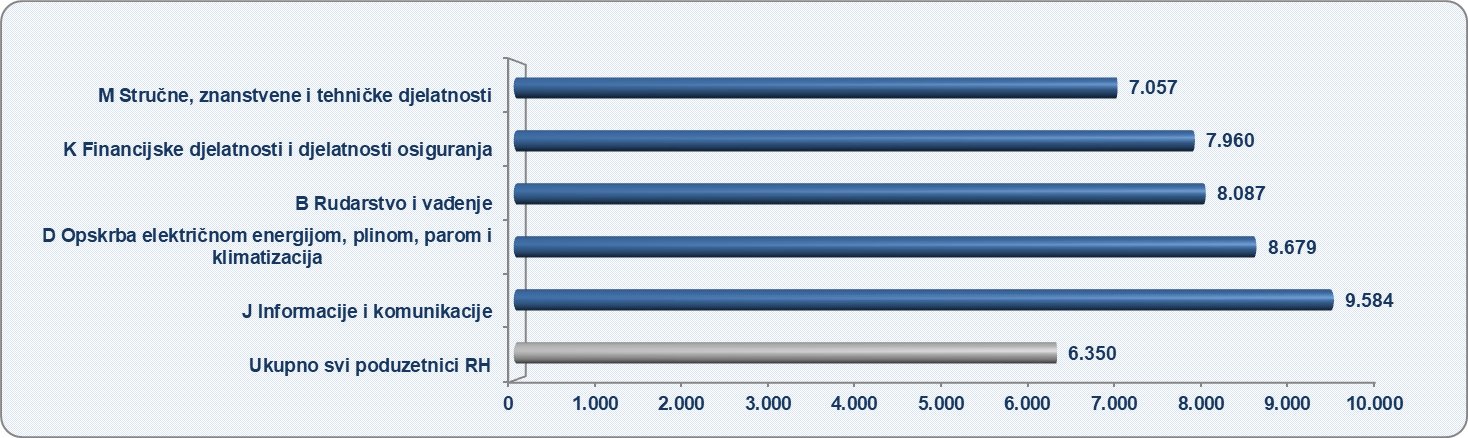 M Stručne, znanstvene i tehničke djelatnosti
7.057
K Financijske djelatnosti i djelatnosti osiguranja
7.960
B Rudarstvo i vađenje
8.087
D Opskrba električnom energijom, plinom, parom i
klimatizacija
8.679
J Informacije i komunikacije
9.584
Ukupno svi poduzetnici RH
6.350
0 1.000 2.000 3.000 4.000 5.000 6.000 7.000 8.000 9.000 10.000